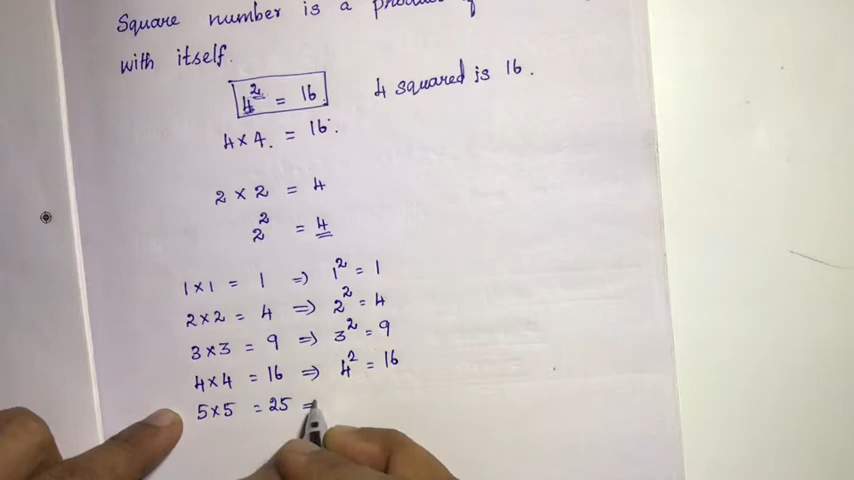 Square number is a product of
with itself.
4² = 16 4 squared is 16.
4 × 4. = 16.
2 × 2 = 4
2² = 4
1 × 1 = 1 ⇒ 1² = 1
2 × 2 = 4 ⇒ 2² = 4
3 × 3 = 9 ⇒ 3² = 9
4 × 4 = 16 ⇒ 4² = 16
5 × 5 = 25 =